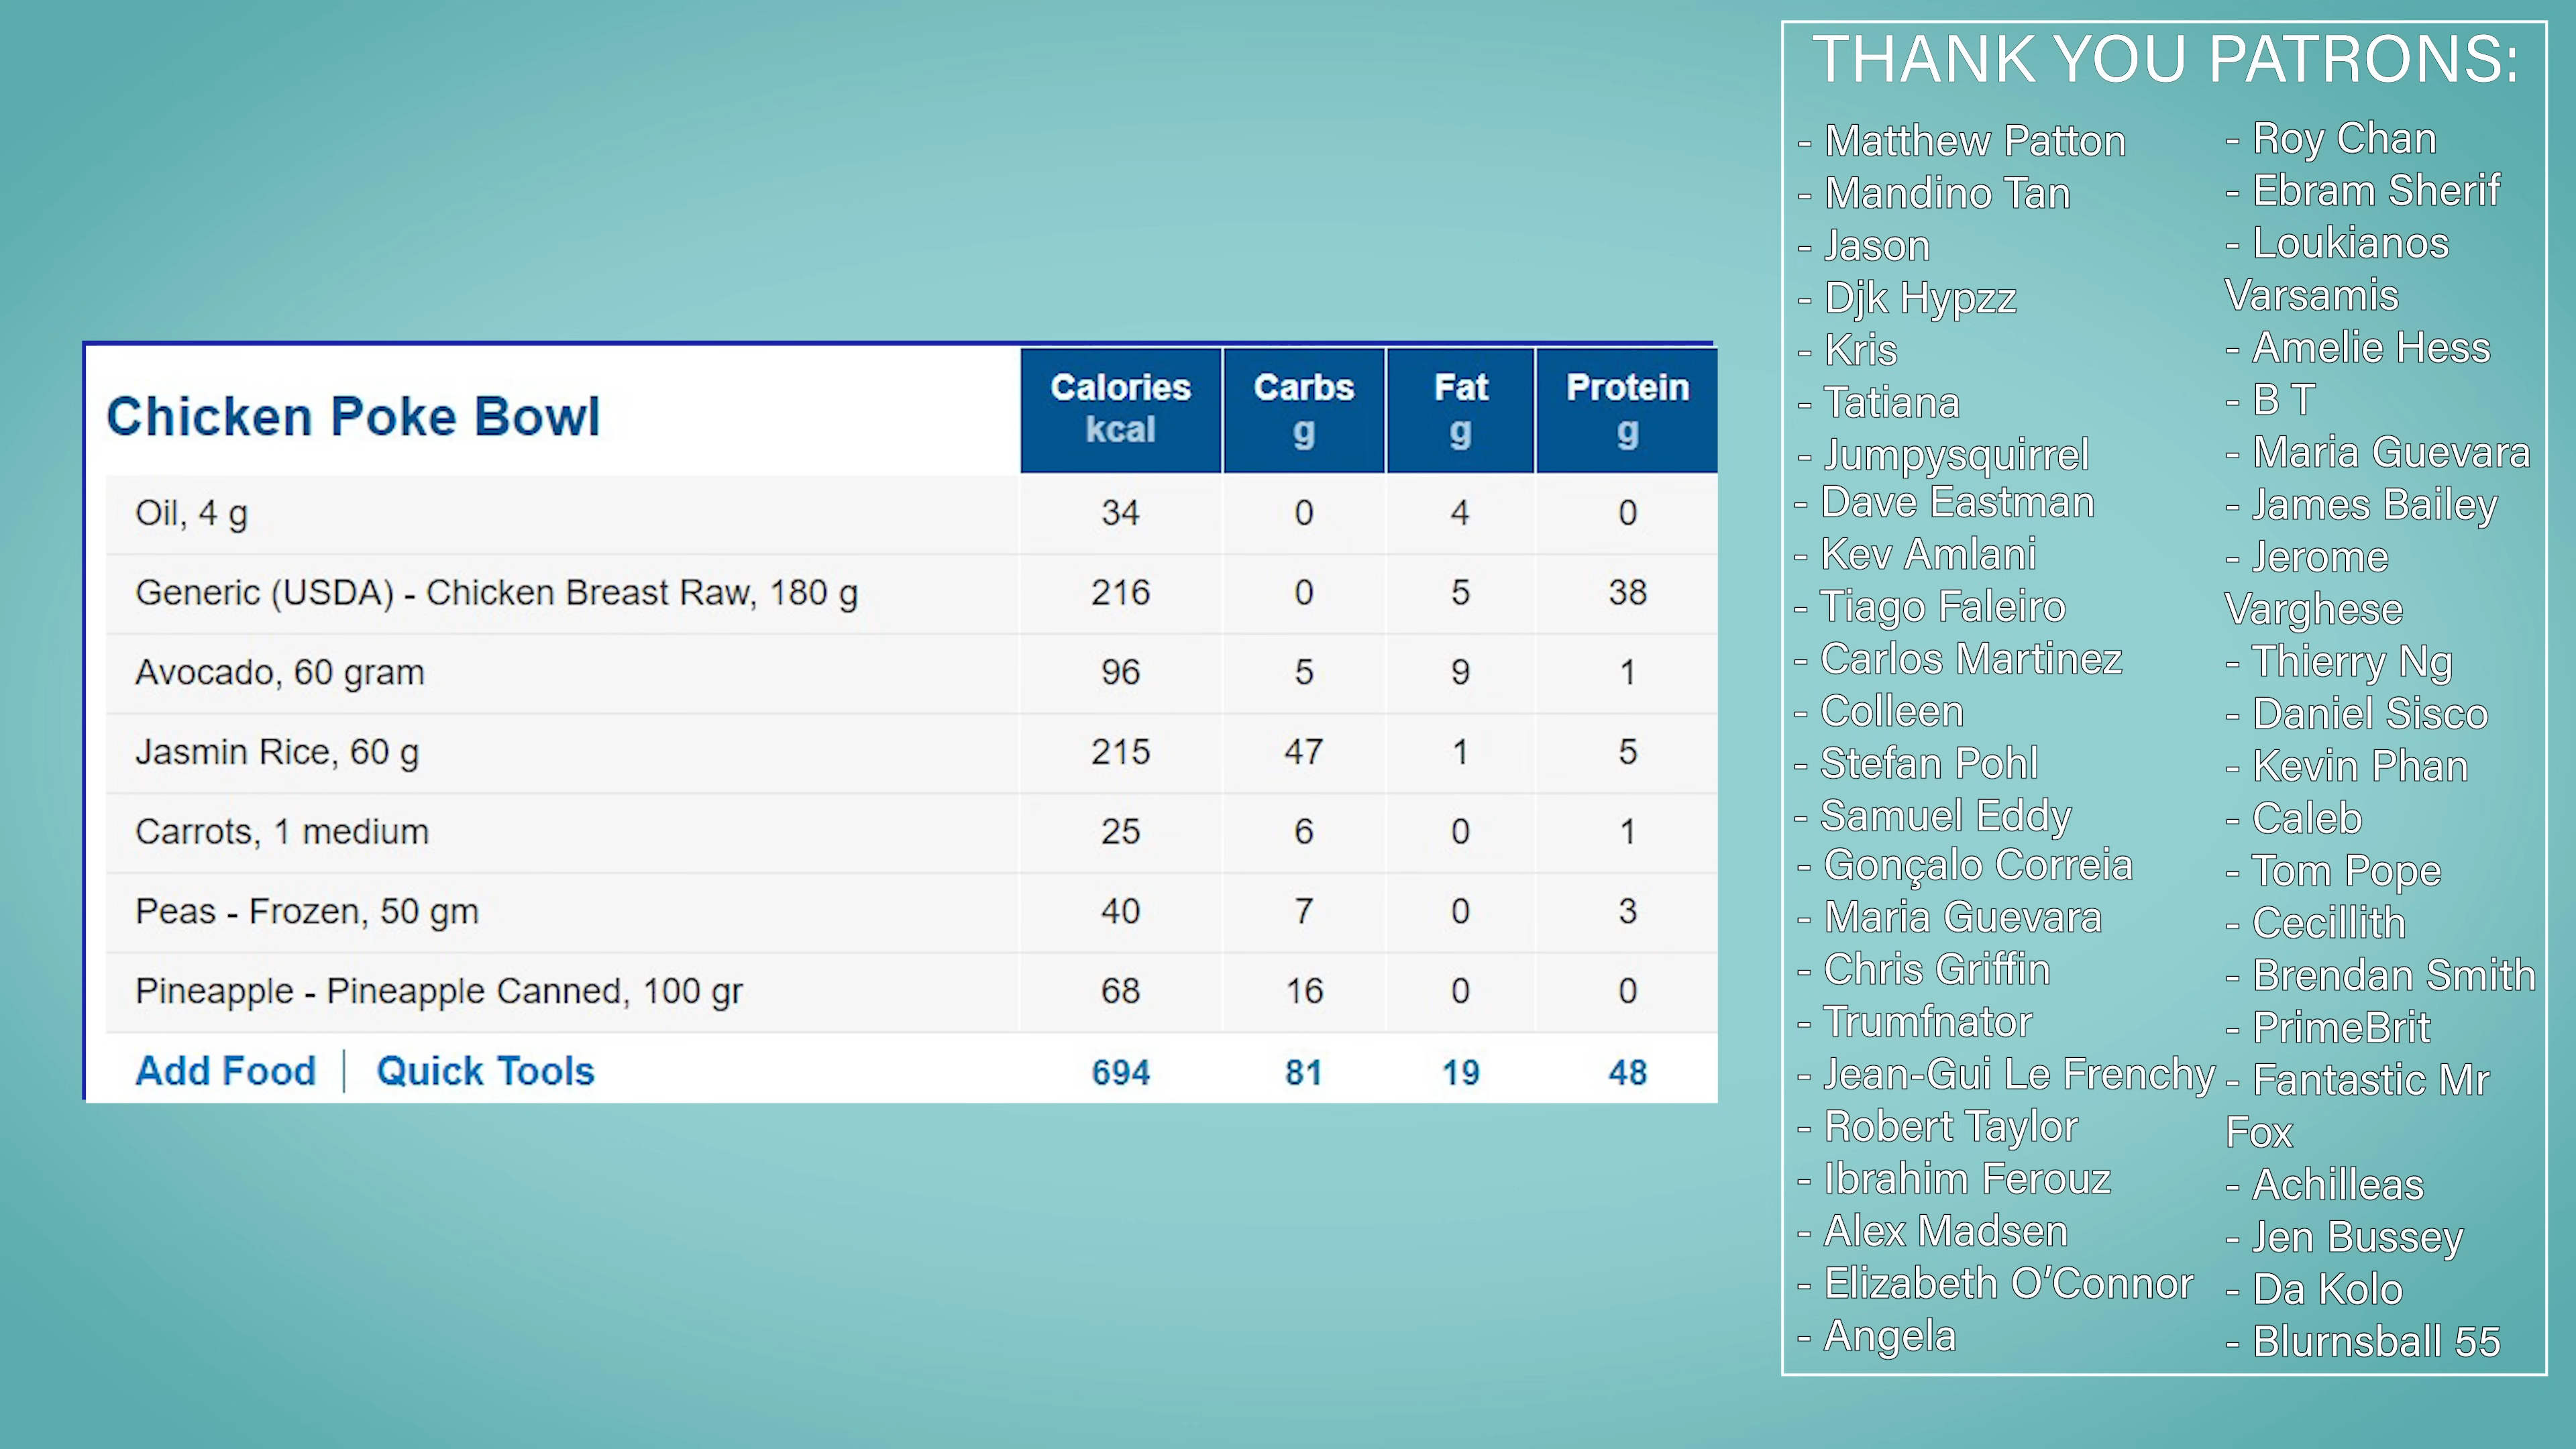 Chicken Poke Bowl
Calories kcal Carbs g Fat g Protein g
Oil, 4 g 34 0 4 0
Generic (USDA) - Chicken Breast Raw, 180 g 216 0 5 38
Avocado, 60 gram 96 5 9 1
Jasmin Rice, 60 g 215 47 1 5
Carrots, 1 medium 25 6 0 1
Peas - Frozen, 50 gm 40 7 0 3
Pineapple - Pineapple Canned, 100 gr 68 16 0 0
Add Food | Quick Tools 694 81 19 48
THANK YOU PATRONS:
- Matthew Patton
- Mandino Tan
- Jason
- Djk Hypzz
- Kris
- Tatiana
- Jumpysquirrel
- Dave Eastman
- Kev Amlani
- Tiago Faleiro
- Carlos Martinez
- Colleen
- Stefan Pohl
- Samuel Eddy
- Gonçalo Correia
- Maria Guevara
- Chris Griffin
- Trumfnator
- Jean-Gui Le Frenchy
- Robert Taylor
- Ibrahim Ferouz
- Alex Madsen
- Elizabeth O'Connor
- Angela
- Roy Chan
- Ebram Sherif
- Loukianos
Varsamis
- Amelie Hess
- B T
- Maria Guevara
- James Bailey
- Jerome
Varghese
- Thierry Ng
- Daniel Sisco
- Kevin Phan
- Caleb
- Tom Pope
- Cecillith
- Brendan Smith
- PrimeBrit
- Fantastic Mr
Fox
- Achilleas
- Jen Bussey
- Da Kolo
- Blurnsball 55